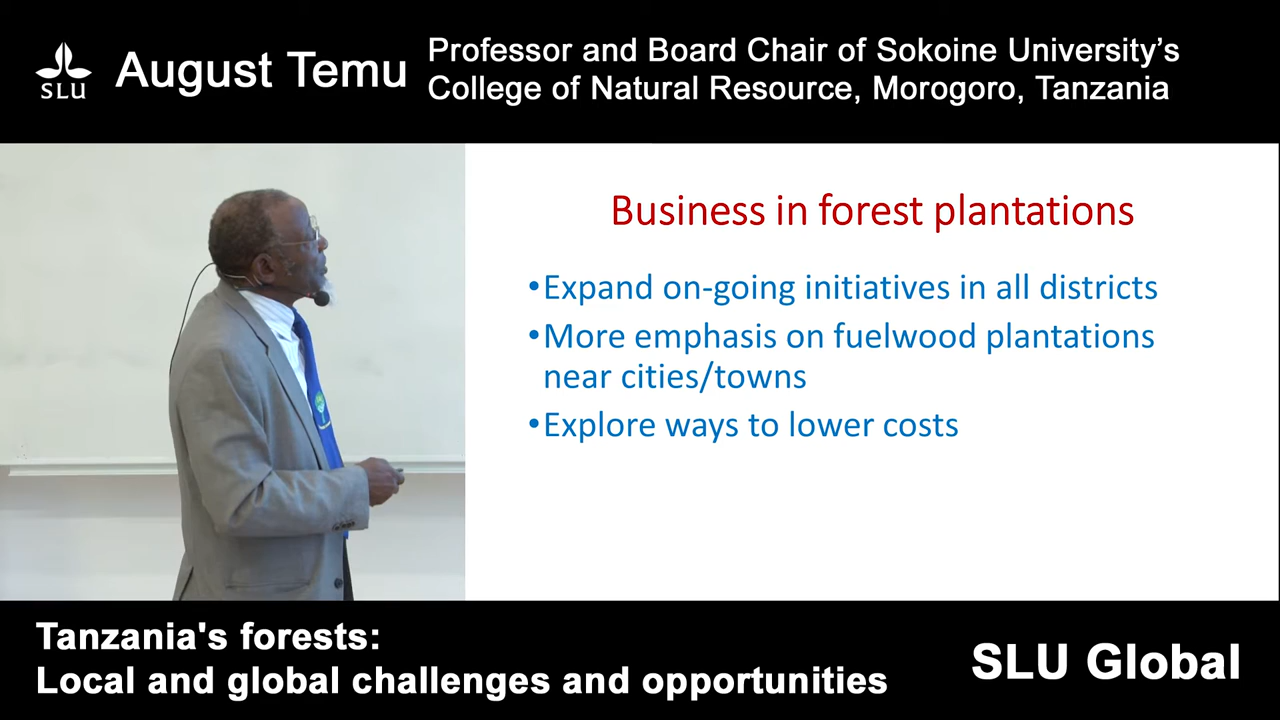 SLU
August Temu
Professor and Board Chair of Sokoine University's
College of Natural Resource, Morogoro, Tanzania
Business in forest plantations
•Expand on-going initiatives in all districts
•More emphasis on fuelwood plantations
near cities/towns
•Explore ways to lower costs
Tanzania's forests:
Local and global challenges and opportunities
SLU Global